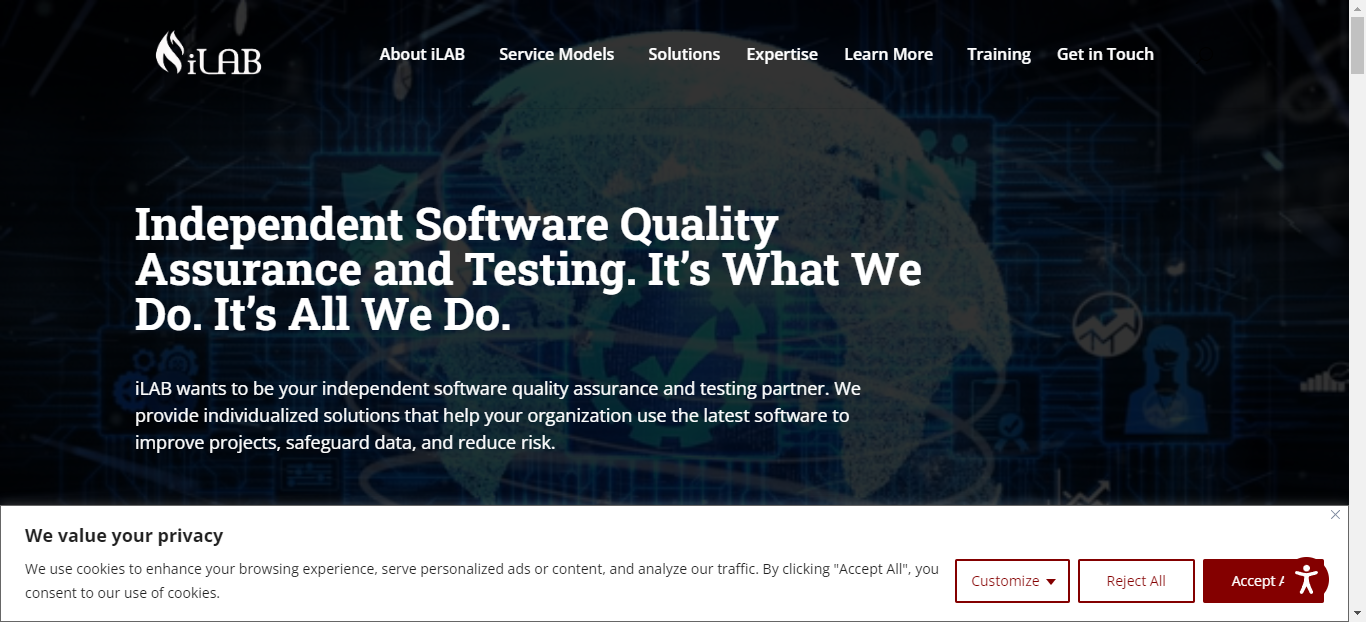 iLAB
About iLAB Service Models Solutions Expertise Learn More Training Get in Touch
Independent Software Quality
Assurance and Testing. It’s What We
Do. It’s All We Do.
iLAB wants to be your independent software quality assurance and testing partner. We
provide individualized solutions that help your organization use the latest software to
improve projects, safeguard data, and reduce risk.
We value your privacy
We use cookies to enhance your browsing experience, serve personalized ads or content, and analyze our traffic. By clicking "Accept All", you
consent to our use of cookies.
Customize Reject All Accept